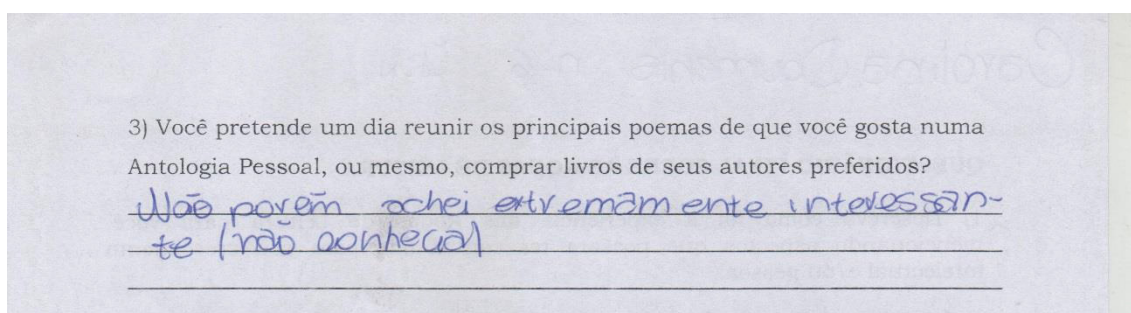 3) Você pretende um dia reunir os principais poemas de que você gosta numa
Antologia Pessoal, ou mesmo, comprar livros de seus autores preferidos?
Não porém achei extremamente interessan-
te (não conhecia)